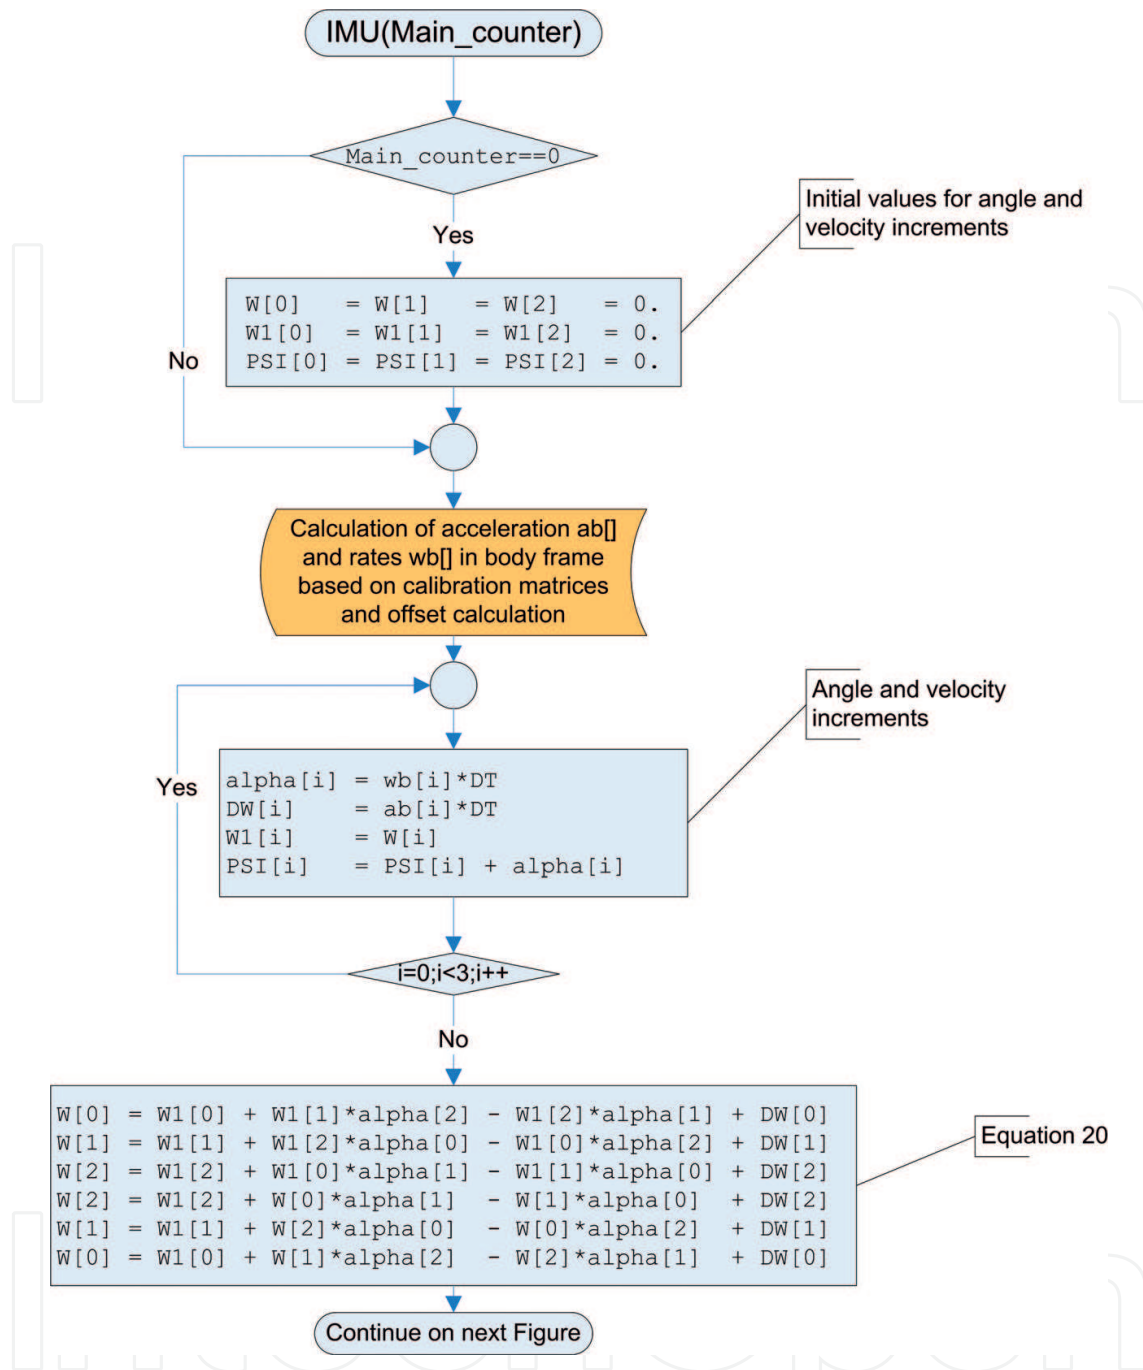 IMU(Main_counter)
Main_counter==0
Initial values for angle and
velocity increments
Yes
W[0] = W[1] = W[2] = 0.
W1[0] = W1[1] = W1[2] = 0.
PSI[0] = PSI[1] = PSI[2] = 0.
No
Calculation of acceleration ab[]
and rates wb[] in body frame
based on calibration matrices
and offset calculation
Angle and velocity
increments
Yes
alpha[i] = wb[i]*DT
DW[i] = ab[i]*DT
W1[i] = W[i]
PSI[i] = PSI[i] + alpha[i]
i=0;i<3;i++
No
W[0] = W1[0] + W1[1]*alpha[2] - W1[2]*alpha[1] + DW[0]
W[1] = W1[1] + W1[2]*alpha[0] - W1[0]*alpha[2] + DW[1]
W[2] = W1[2] + W1[0]*alpha[1] - W1[1]*alpha[0] + DW[2]
W[2] = W1[2] + W[0]*alpha[1] - W[1]*alpha[0] + DW[2]
W[1] = W1[1] + W[2]*alpha[0] - W[0]*alpha[2] + DW[1]
W[0] = W1[0] + W[1]*alpha[2] - W[2]*alpha[1] + DW[0]
Equation 20
Continue on next Figure